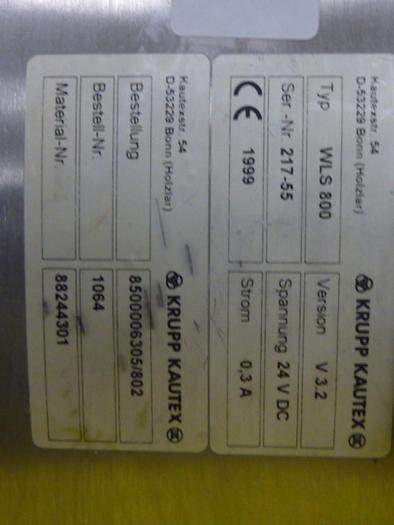 Kautexstr. 54
D-53229 Bonn (Holzlar)
KRUPP KAUTEX
Typ WLS 800
Version V 3.2
Ser.-Nr 217-55
Spannung 24 V DC
CE 1999
Strom 0,3 A
Kautexstr. 54
D-53229 Bonn (Holzlar)
KRUPP KAUTEX
Bestellung
8500006305/802
Bestell-Nr.
1064
Material-Nr.
88244301